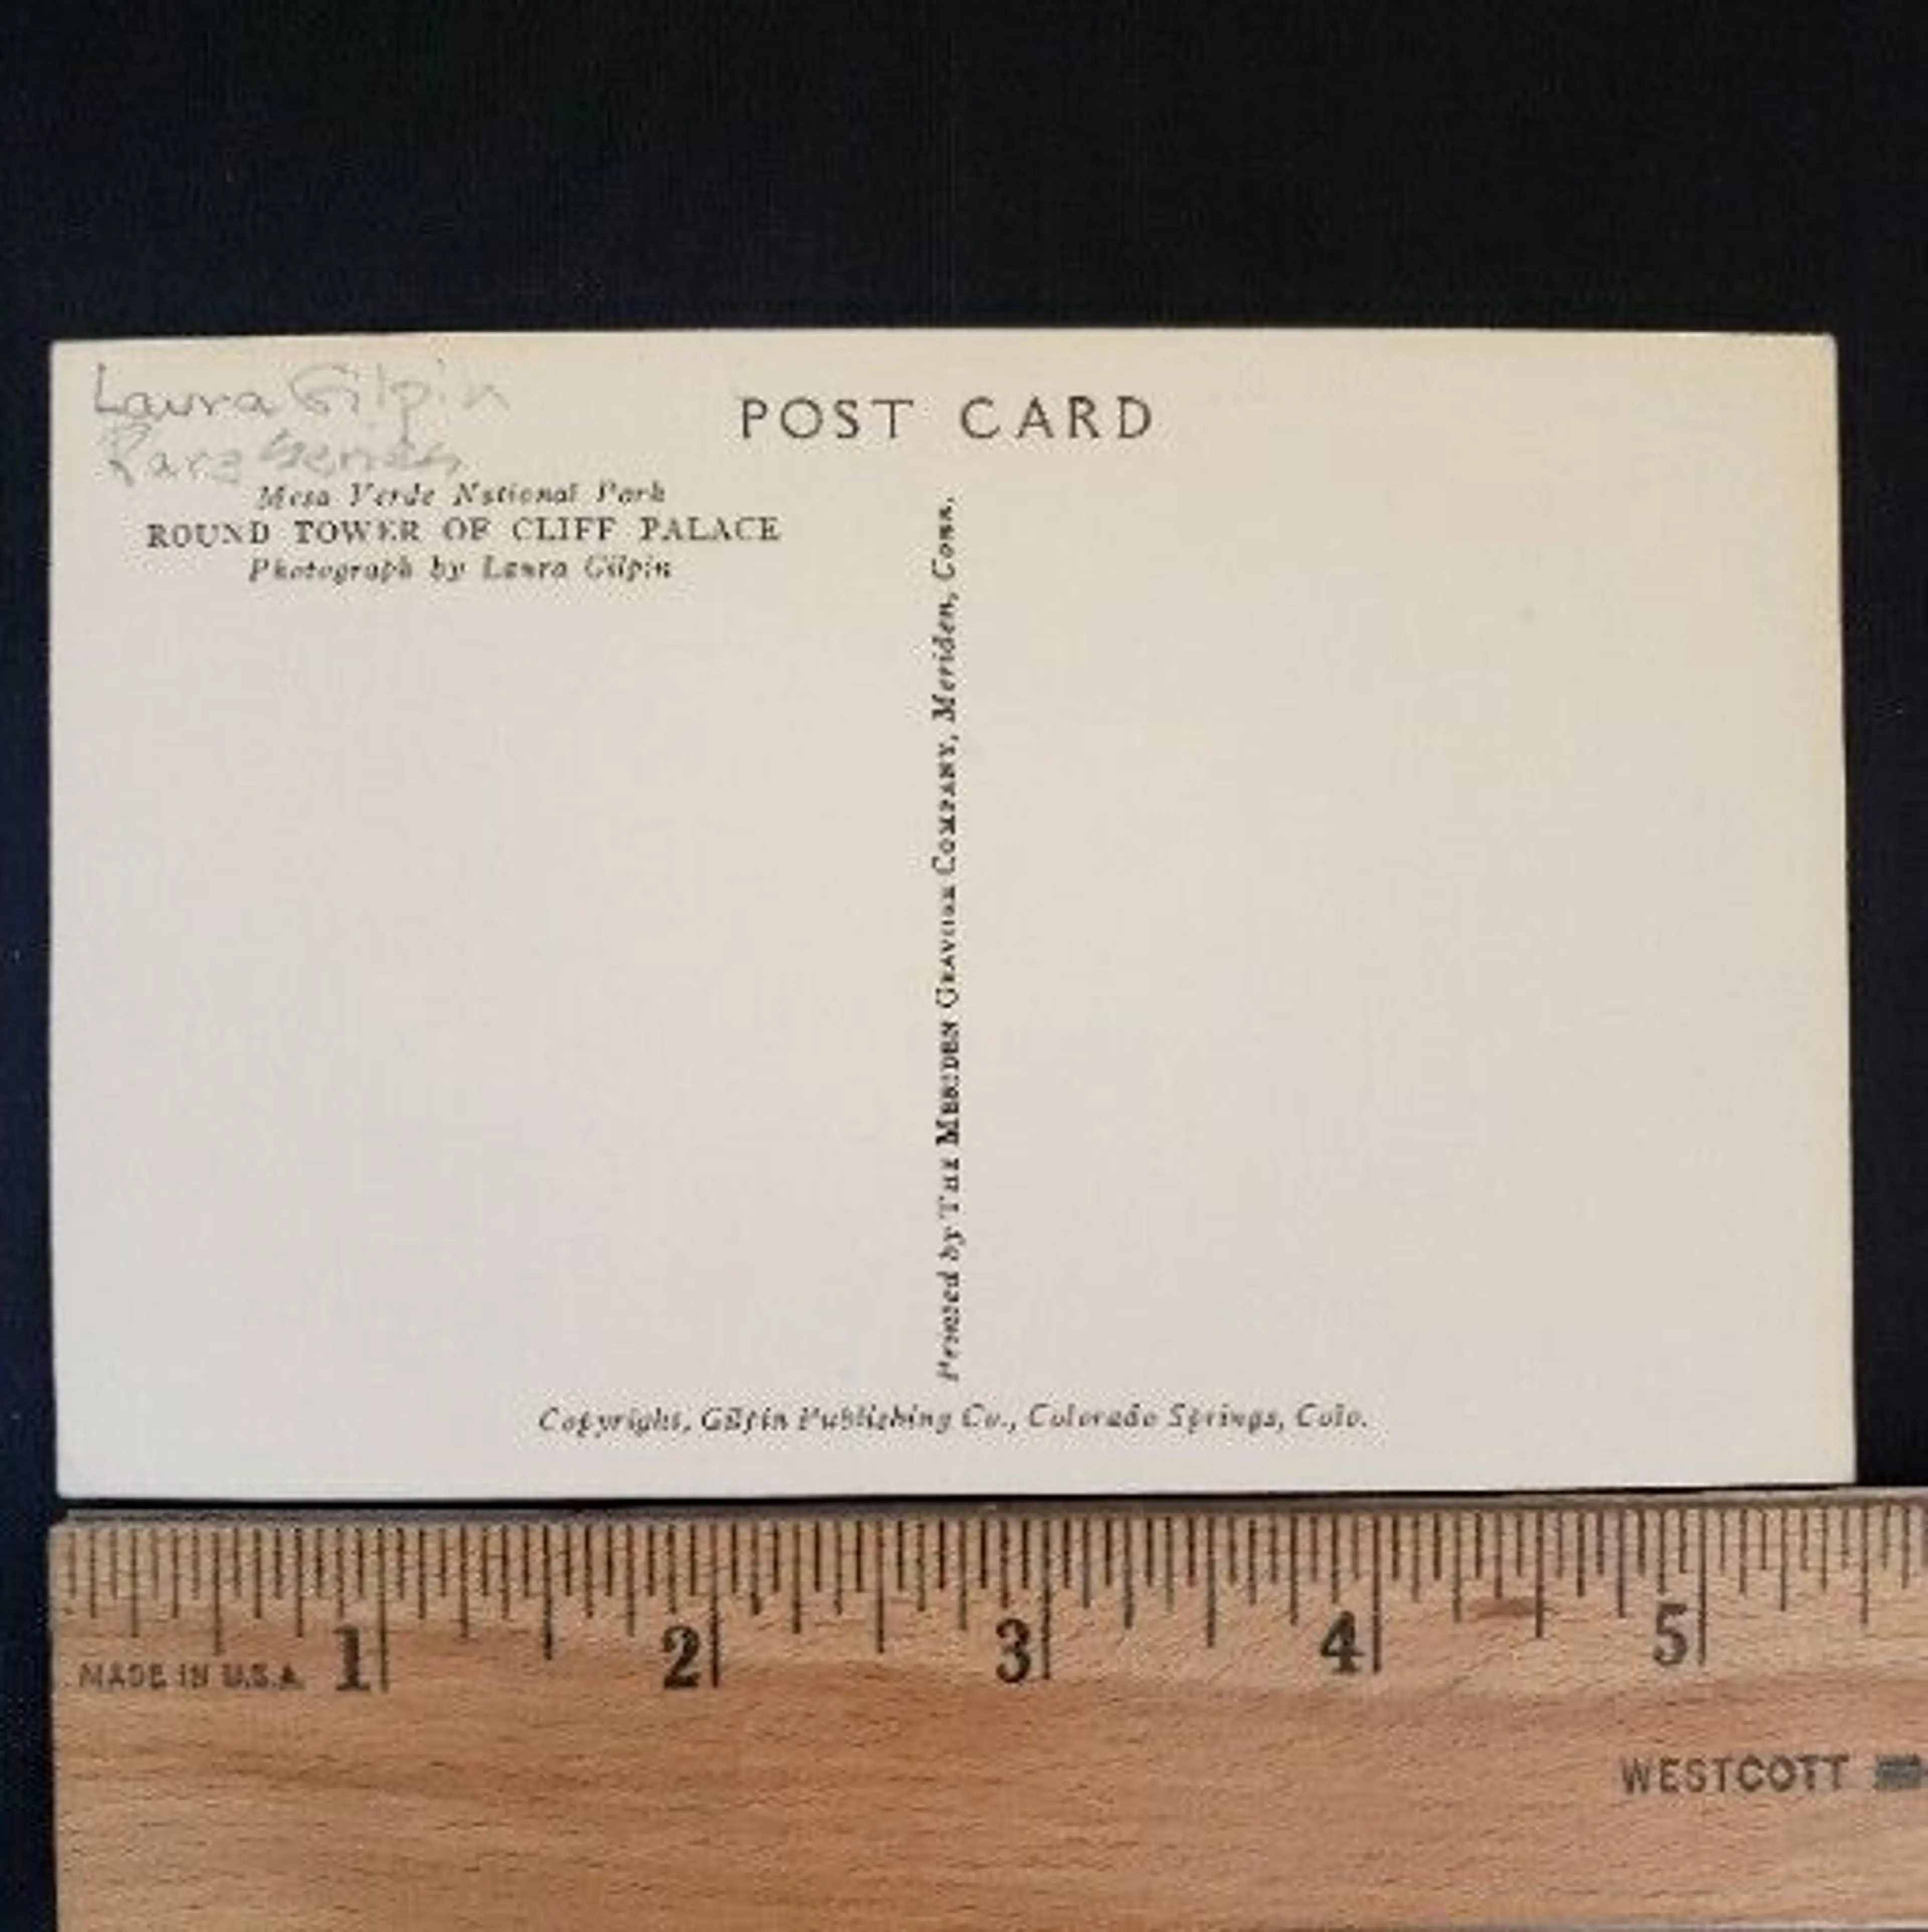 Laura Gilpin
Rare Series
POST CARD
Mesa Verde National Park
ROUND TOWER OF CLIFF PALACE
Photograph by Laura Gilpin
Printed by THE MERIDEN GRAVURE COMPANY, Meriden, Conn.
Copyright, Gilpin Publishing Co., Colorado Springs, Colo.
1 2 3 4 5
MADE IN U.S.A.
WESTCOTT